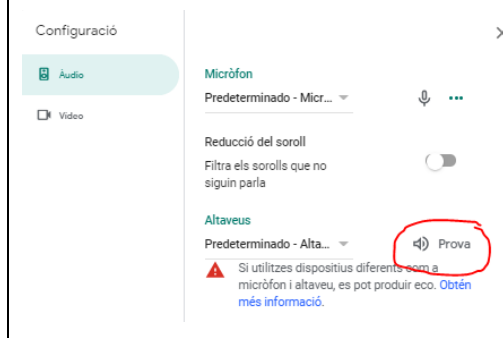 Configuració
Àudio
Vídeo
Micròfon
Predeterminado - Micr...
Reducció del soroll
Filtra els sorolls que no
siguin parla
Altaveus
Predeterminado - Alta...
Prova
Si utilitzes dispositius diferents com a
micròfon i altaveu, es pot produir eco. Obtén
més informació.